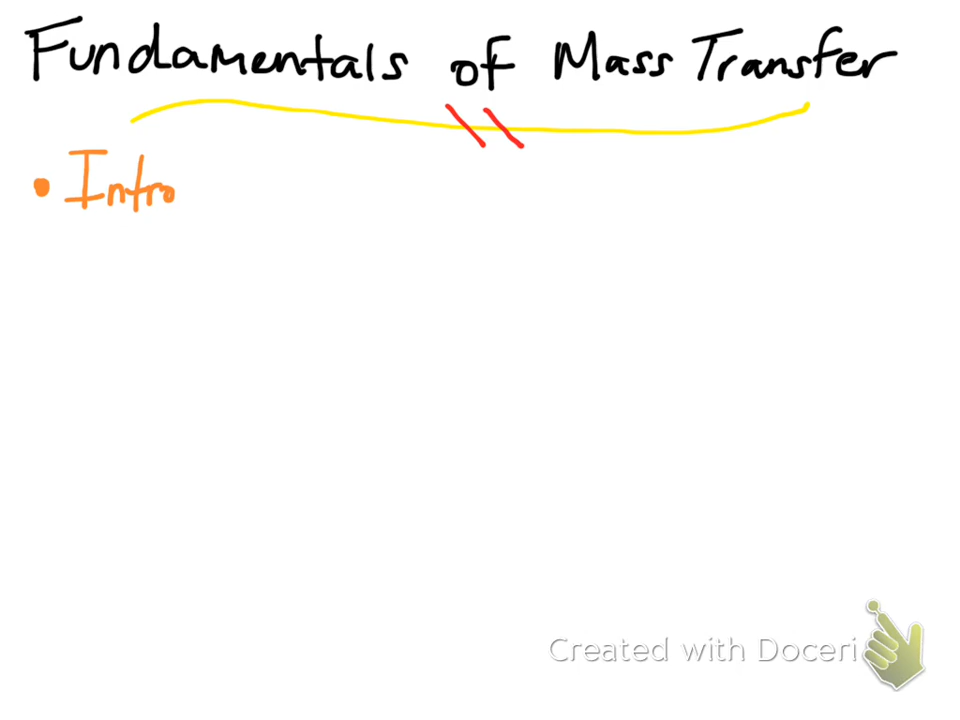 Fundamentals of Mass Transfer
• Intro
Created with Doceri